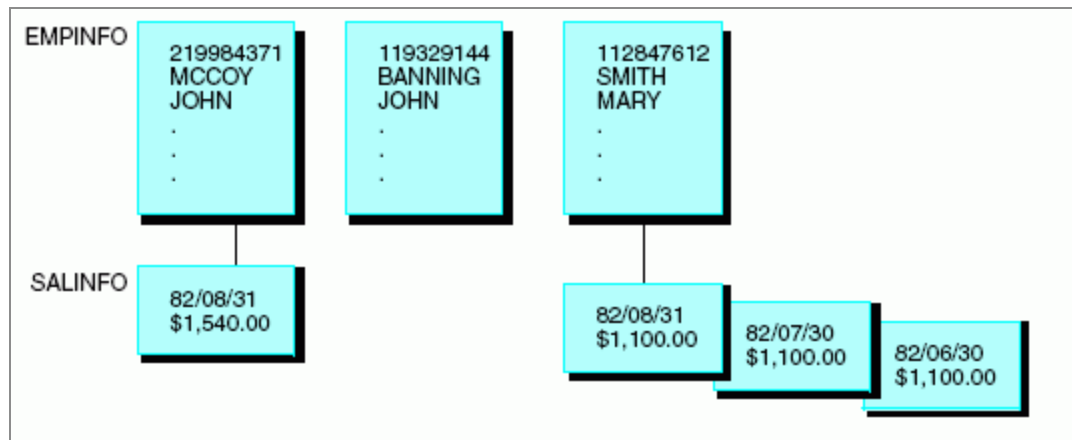 EMPINFO
219984371
MCCOY
JOHN
.
.
.
119329144
BANNING
JOHN
.
.
.
112847612
SMITH
MARY
.
.
.
SALINFO
82/08/31
$1,540.00
82/08/31
$1,100.00
82/07/30
$1,100.00
82/06/30
$1,100.00